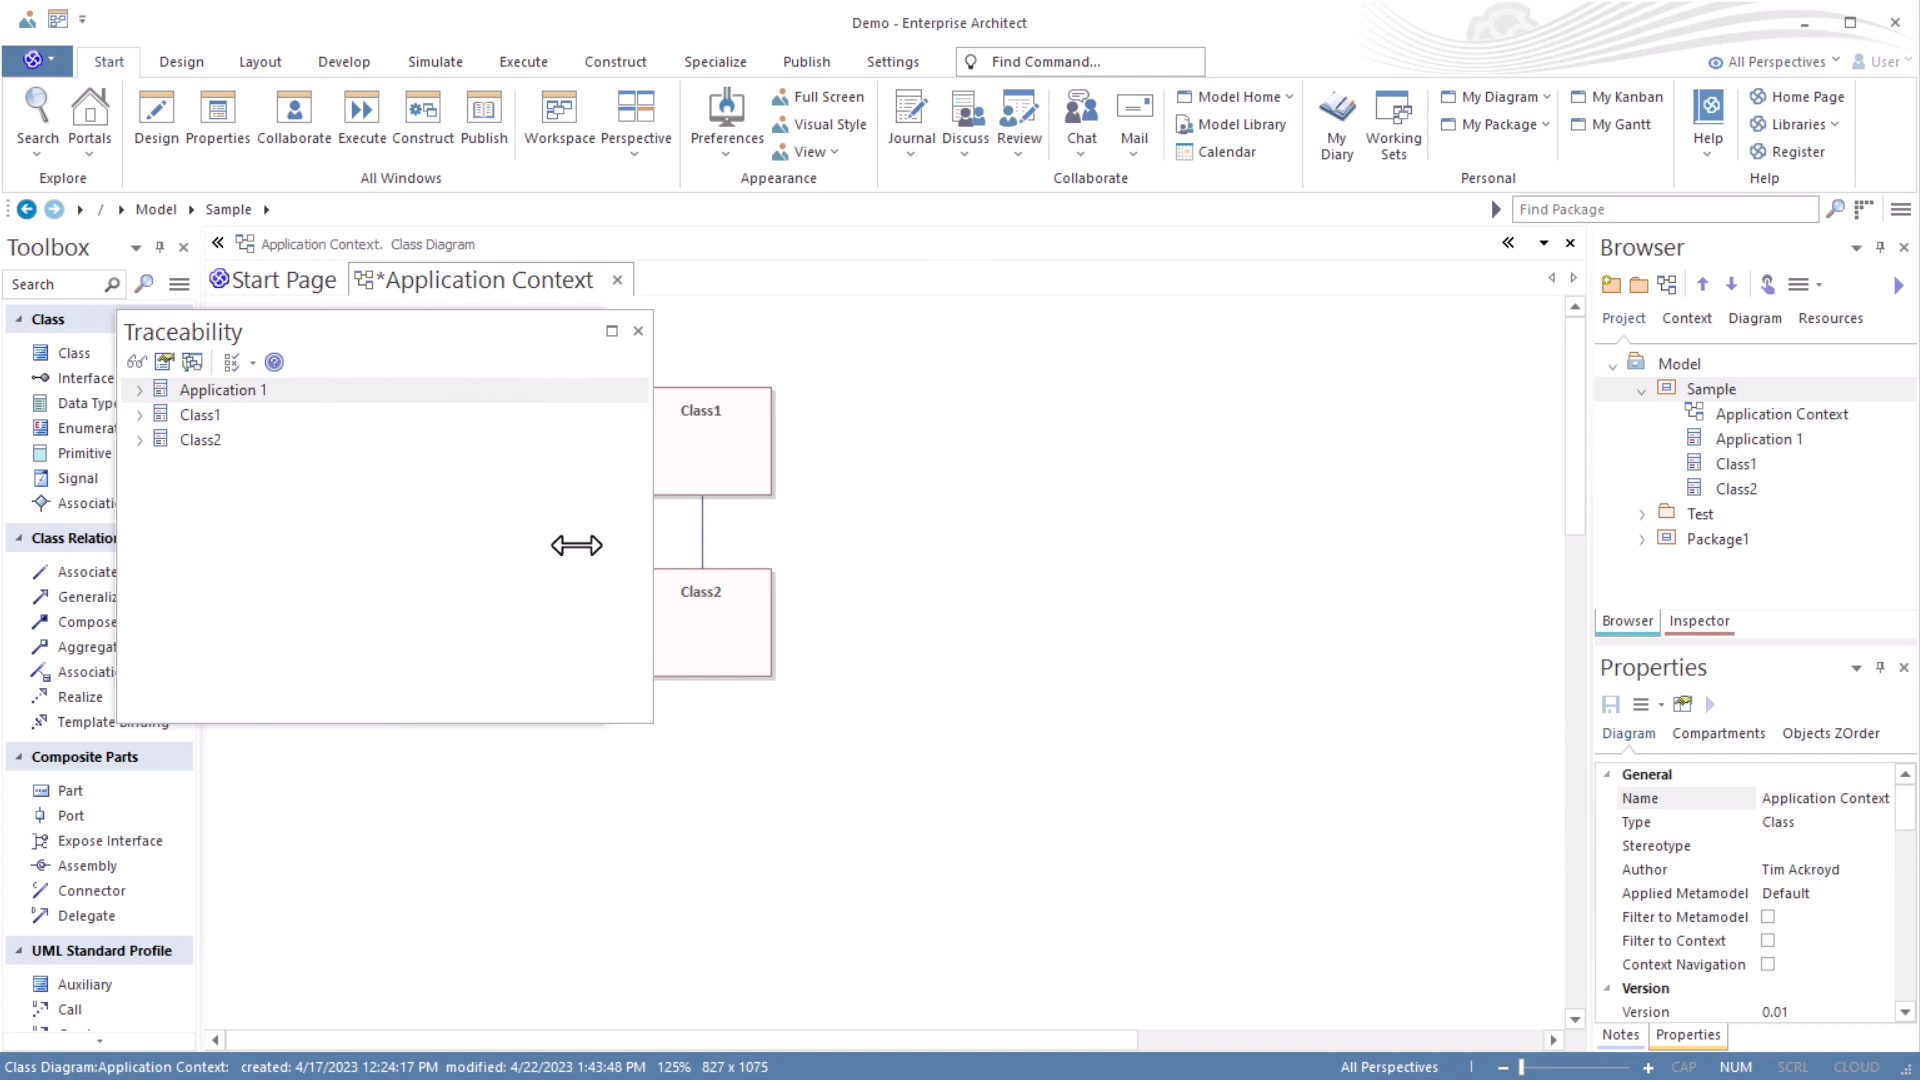 Demo - Enterprise Architect
Start Design Layout Develop Simulate Execute Construct Specialize Publish Settings Find Command... All Perspectives User
Search Portals Design Properties Collaborate Execute Construct Publish Workspace Perspective Preferences Full Screen Visual Style View Journal Discuss Review Chat Mail Model Home Model Library Calendar My Diary Working Sets My Diagram My Package My Kanban My Gantt Help Home Page Libraries Register
Explore All Windows Appearance Collaborate Personal Help
/ Model Sample Find Package
Toolbox
Search
Class
Class
Interface
Data Type
Enumerat
Primitive
Signal
Associati
Class Relation
Associate
Generaliz
Compose
Aggregat
Associati
Realize
Template Binding
Composite Parts
Part
Port
Expose Interface
Assembly
Connector
Delegate
UML Standard Profile
Auxiliary
Call
Application Context. Class Diagram
Start Page *Application Context
Traceability
Application 1
Class1
Class2
Class1
Class2
Browser
Project Context Diagram Resources
Model
Sample
Application Context
Application 1
Class1
Class2
Test
Package1
Browser Inspector
Properties
Diagram Compartments Objects ZOrder
General
Name Application Context
Type Class
Stereotype
Author Tim Ackroyd
Applied Metamodel Default
Filter to Metamodel
Filter to Context
Context Navigation
Version
Version 0.01
Notes Properties
Class Diagram:Application Context: created: 4/17/2023 12:24:17 PM modified: 4/22/2023 1:43:48 PM 125% 827 x 1075 All Perspectives CAP NUM SCRL CLOUD